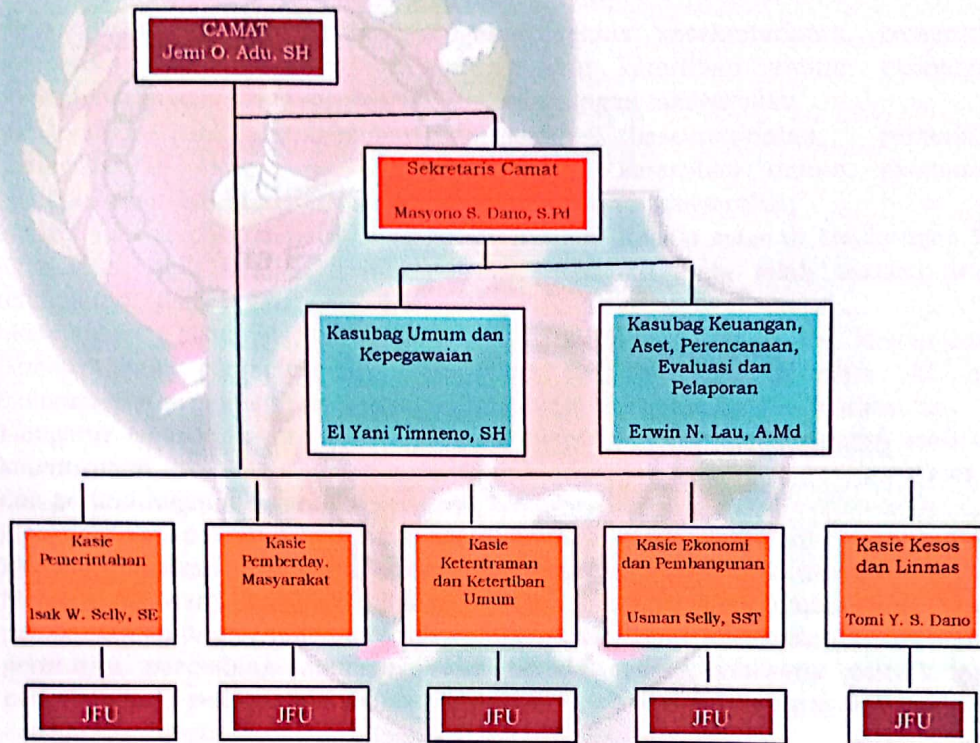 CAMAT
Jemi O. Adu, SH
Sekretaris Camat
Masyono S. Dano, S.Pd
Kasubag Umum dan
Kepegawaian
El Yani Timneno, SH
Kasubag Keuangan,
Aset, Perencanaan,
Evaluasi dan
Pelaporan
Erwin N. Lau, A.Md
Kasie
Pemerintahan
Isak W. Selly, SE
Kasie
Pemberday.
Masyarakat
Kasie
Ketentraman
dan Ketertiban
Umum
Kasie Ekonomi
dan Pembangunan
Usman Selly, SST
Kasie Kesos
dan Linmas
Tomi Y. S. Dano
JFU
JFU
JFU
JFU
JFU